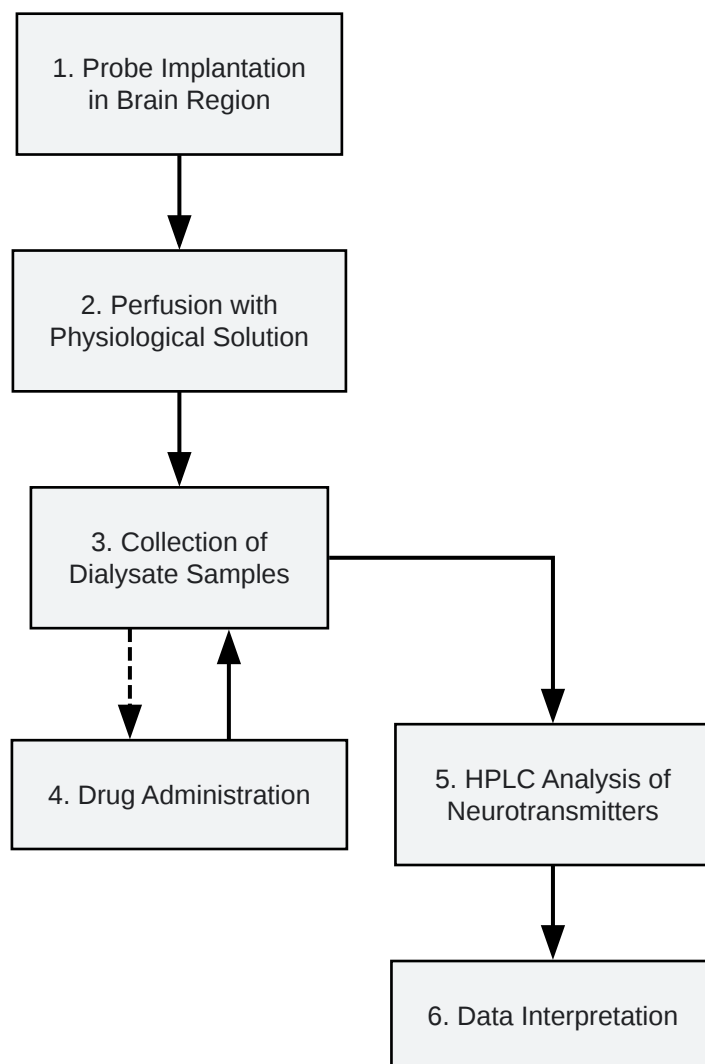 1. Probe Implantation
in Brain Region
2. Perfusion with
Physiological Solution
3. Collection of
Dialysate Samples
4. Drug Administration
5. HPLC Analysis of
Neurotransmitters
6. Data Interpretation